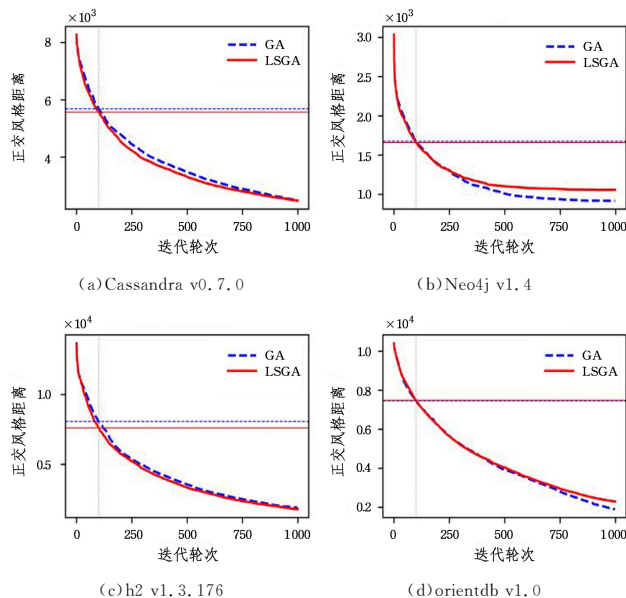 ×10³
8
6
4
正交风格距离
GA
LSGA
0
250
500
750
1000
迭代轮次
(a)Cassandra v0.7.0
×10³
3.0
2.5
2.0
1.5
1.0
正交风格距离
GA
LSGA
0
250
500
750
1000
迭代轮次
(b)Neo4j v1.4
×10⁴
1.0
0.5
正交风格距离
GA
LSGA
0
250
500
750
1000
迭代轮次
(c)h2 v1.3.176
×10⁴
1.0
0.8
0.6
0.4
0.2
正交风格距离
GA
LSGA
0
250
500
750
1000
迭代轮次
(d)orientdb v1.0